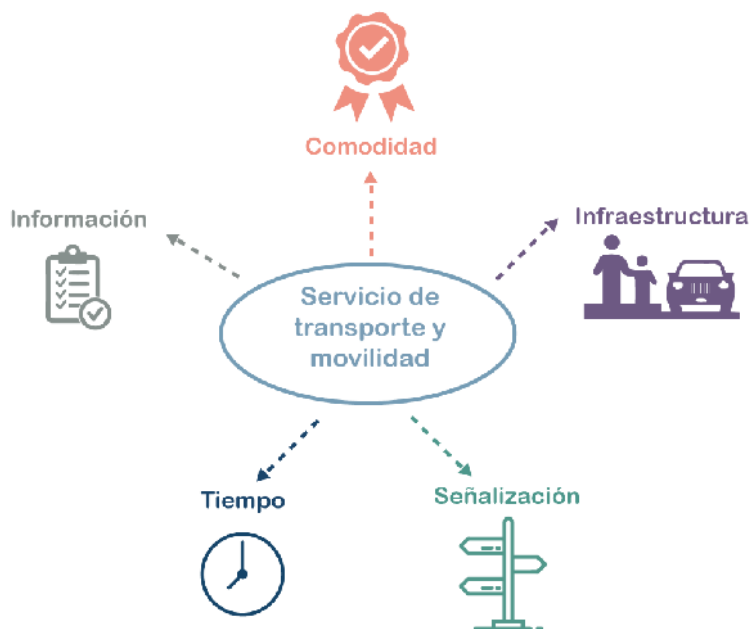 Comodidad
Información
Infraestructura
Servicio de
transporte y
movilidad
Tiempo
Señalización